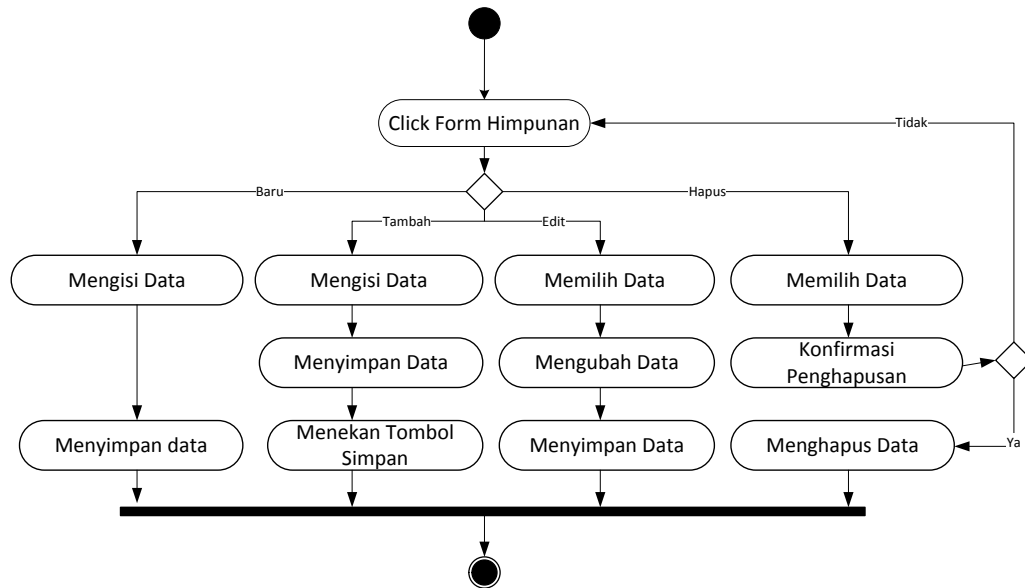 Click Form Himpunan
Tidak
Baru
Hapus
Tambah
Edit
Mengisi Data
Mengisi Data
Memilih Data
Memilih Data
Menyimpan Data
Mengubah Data
Konfirmasi
Penghapusan
Menyimpan data
Menekan Tombol
Simpan
Menyimpan Data
Menghapus Data
Ya